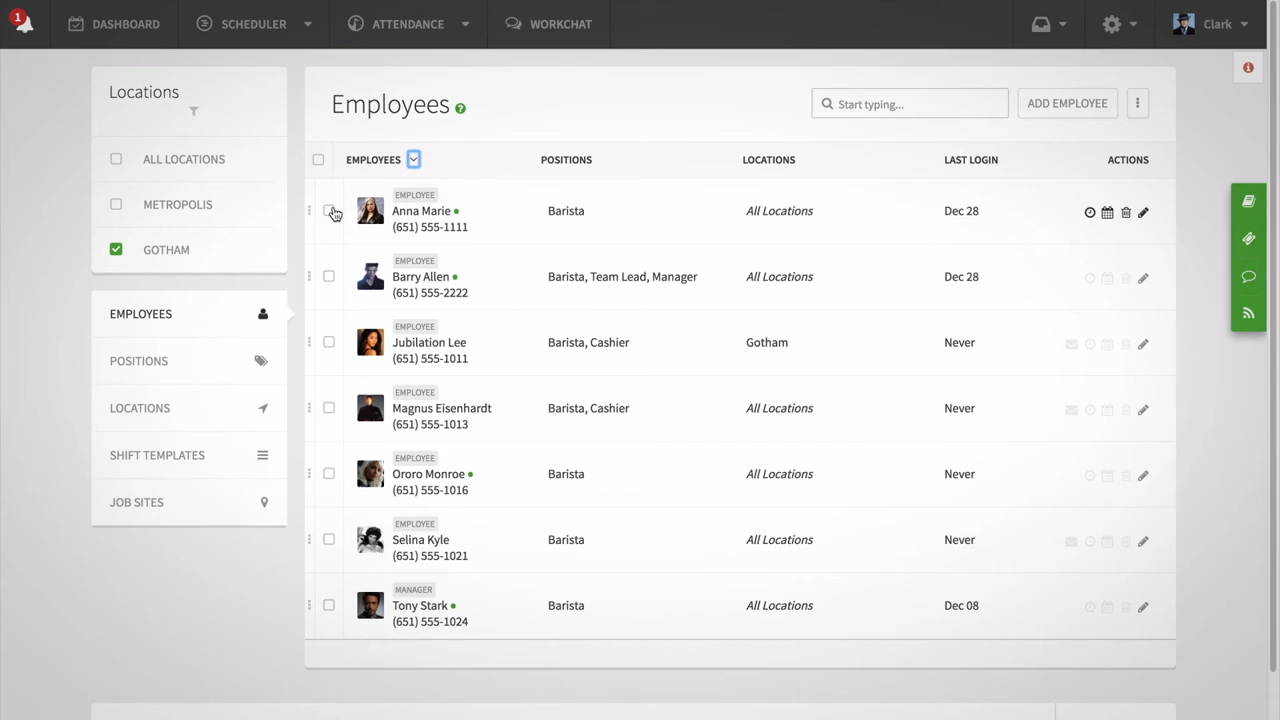 1
DASHBOARD
SCHEDULER
ATTENDANCE
WORKCHAT
Clark
Locations
ALL LOCATIONS
METROPOLIS
GOTHAM
EMPLOYEES
POSITIONS
LOCATIONS
SHIFT TEMPLATES
JOB SITES
Employees
Start typing...
ADD EMPLOYEE
EMPLOYEES POSITIONS LOCATIONS LAST LOGIN ACTIONS
EMPLOYEE
Anna Marie Barista All Locations Dec 28
(651) 555-1111
EMPLOYEE
Barry Allen Barista, Team Lead, Manager All Locations Dec 28
(651) 555-2222
EMPLOYEE
Jubilation Lee Barista, Cashier Gotham Never
(651) 555-1011
EMPLOYEE
Magnus Eisenhardt Barista, Cashier All Locations Never
(651) 555-1013
EMPLOYEE
Ororo Monroe Barista All Locations Never
(651) 555-1016
EMPLOYEE
Selina Kyle Barista All Locations Never
(651) 555-1021
MANAGER
Tony Stark Barista All Locations Dec 08
(651) 555-1024